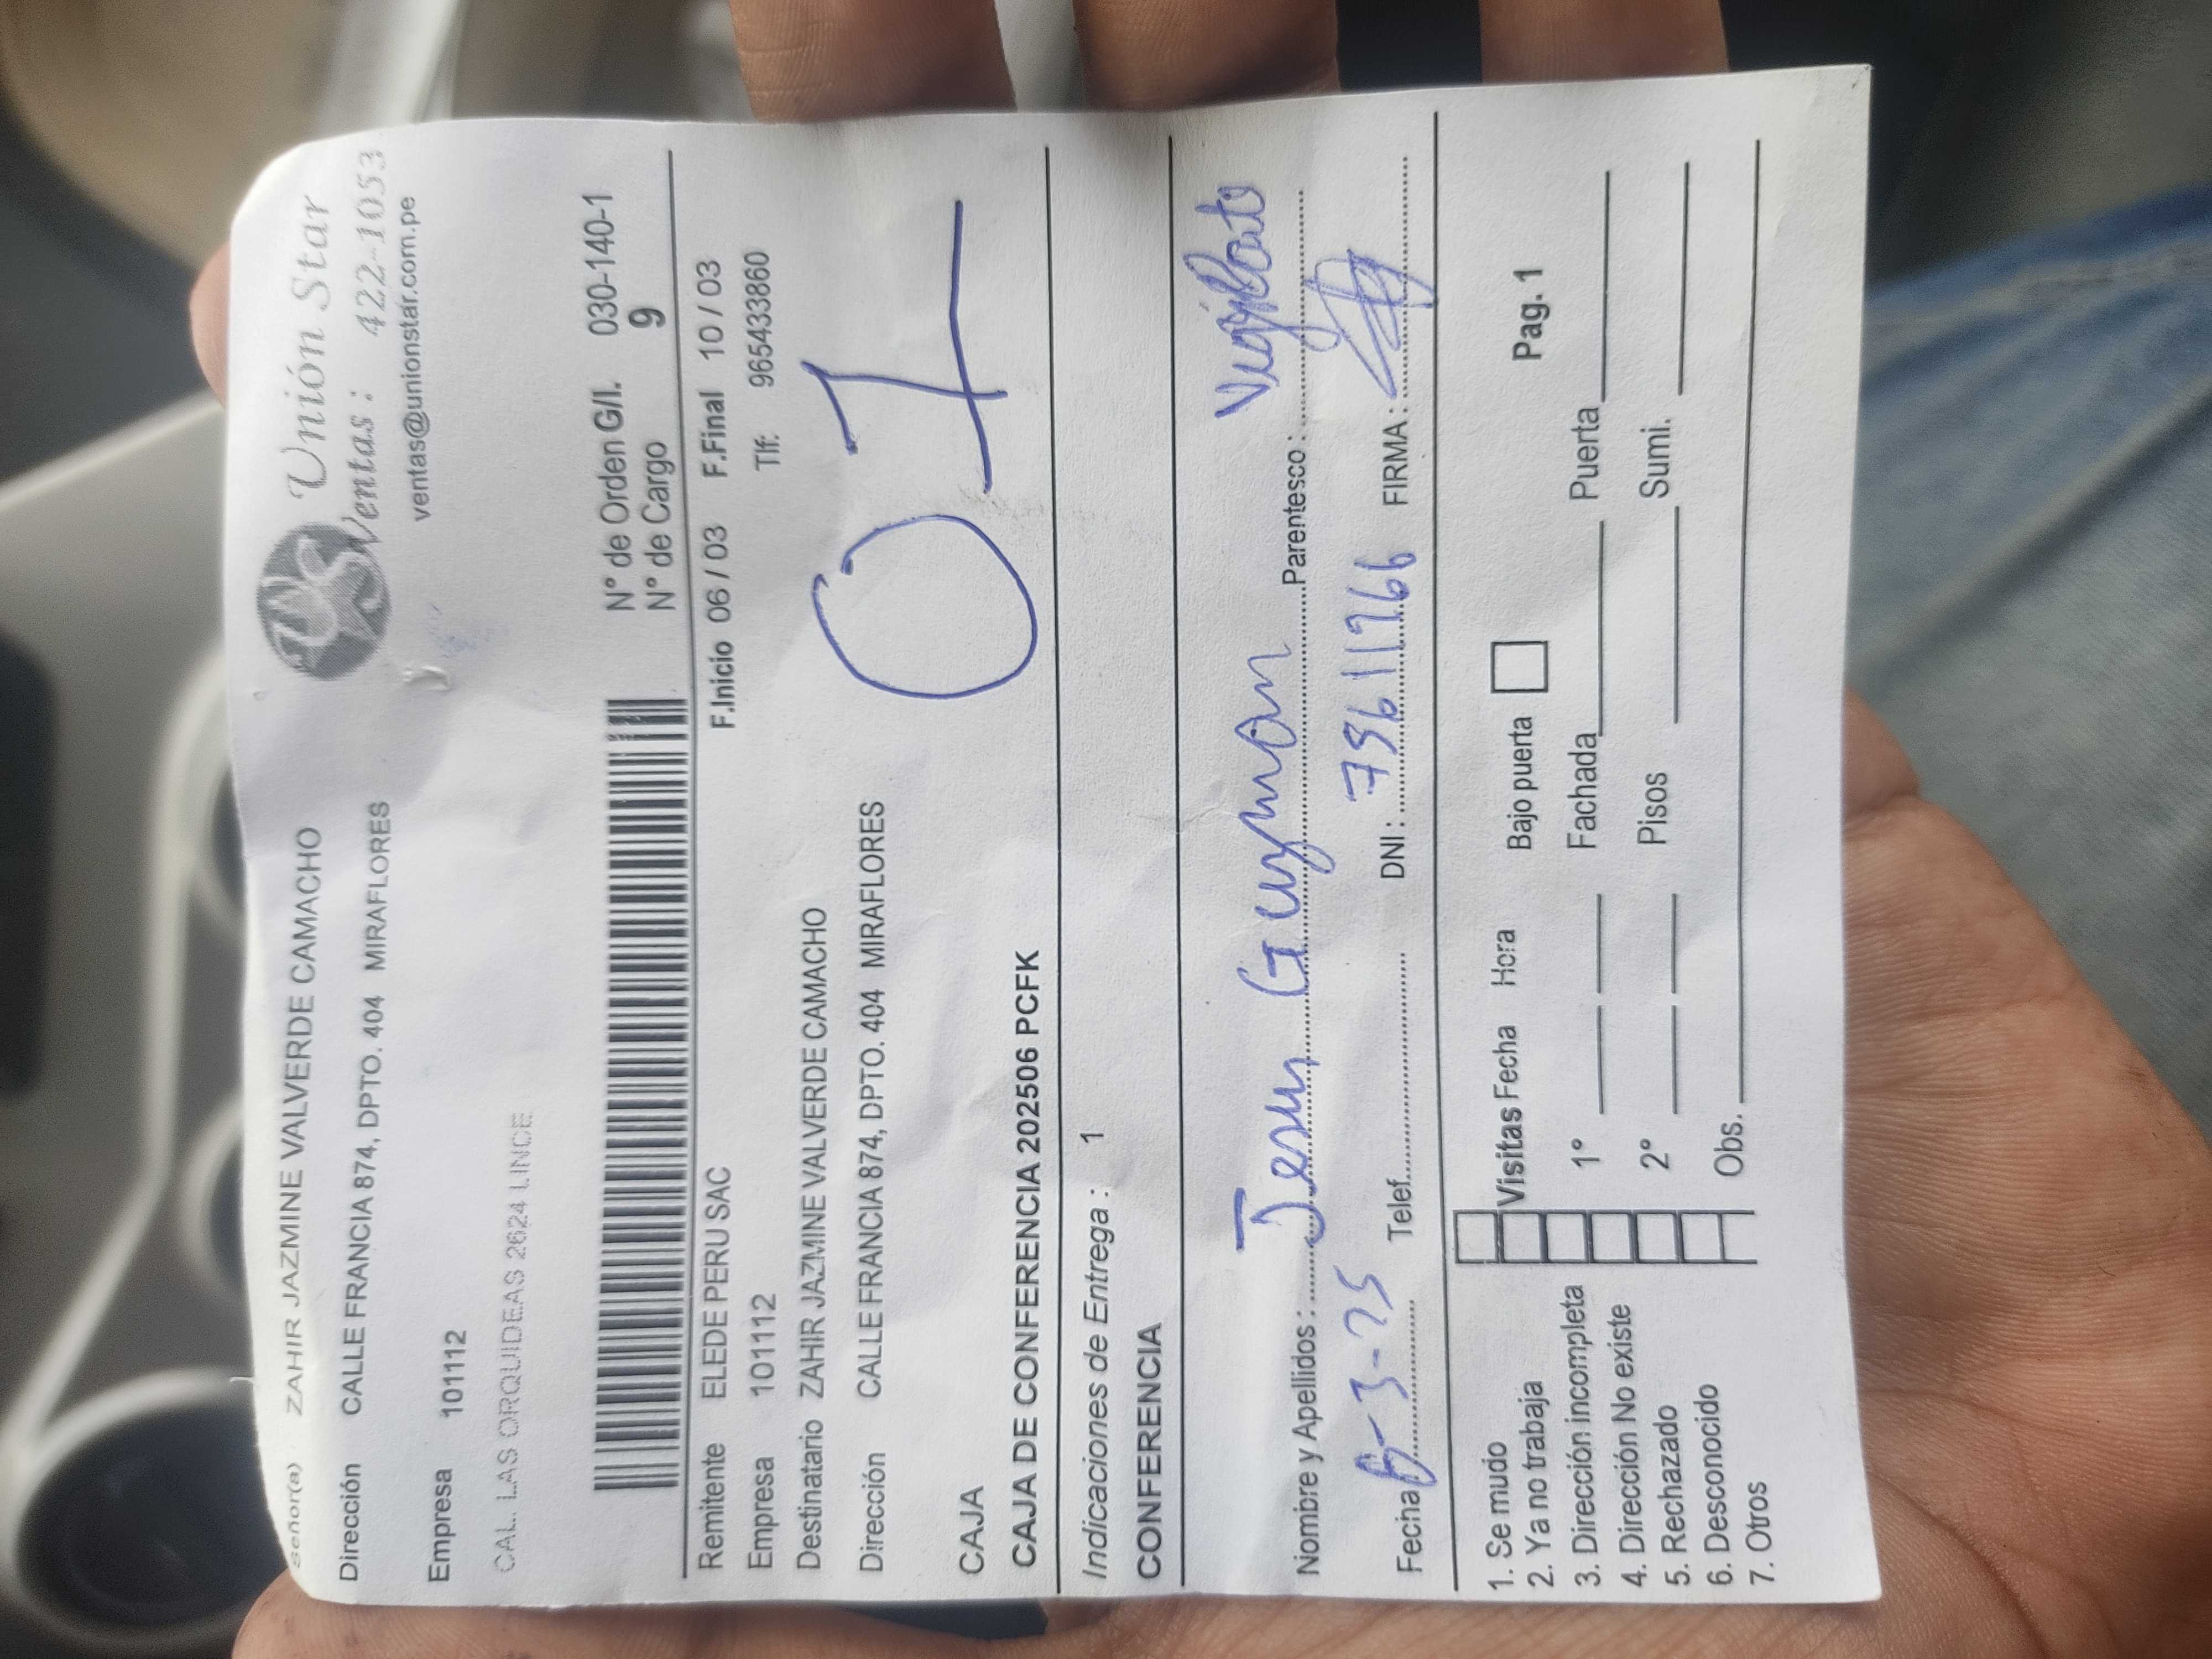 Señor(a) ZAHIR JAZMINE VALVERDE CAMACHO
Unión Star
Ventas : 422-1053
ventas@unionstar.com.pe
Dirección CALLE FRANCIA 874, DPTO. 404 MIRAFLORES
Empresa 101112
CAL. LAS ORQUIDEAS 2624 LINCE
N° de Orden G/I. 030-140-1
N° de Cargo 9
Remitente ELEDE PERU SAC F.Inicio 06 / 03 F.Final 10 / 03
Empresa 101112 Tlf: 965433860
Destinatario ZAHIR JAZMINE VALVERDE CAMACHO
Dirección CALLE FRANCIA 874, DPTO. 404 MIRAFLORES
01
CAJA
CAJA DE CONFERENCIA 202506 PCFK
Indicaciones de Entrega : 1
CONFERENCIA
Nombre y Apellidos : Jesus Guzman Parentesco :
Fecha -3-25 Telef. DNI : FIRMA :
1. Se mudo
2. Ya no trabaja Visitas Fecha Hora Bajo puerta Pag. 1
3. Dirección incompleta 1° Fachada Puerta
4. Dirección No existe
5. Rechazado 2° Pisos Sumi.
6. Desconocido
7. Otros Obs.